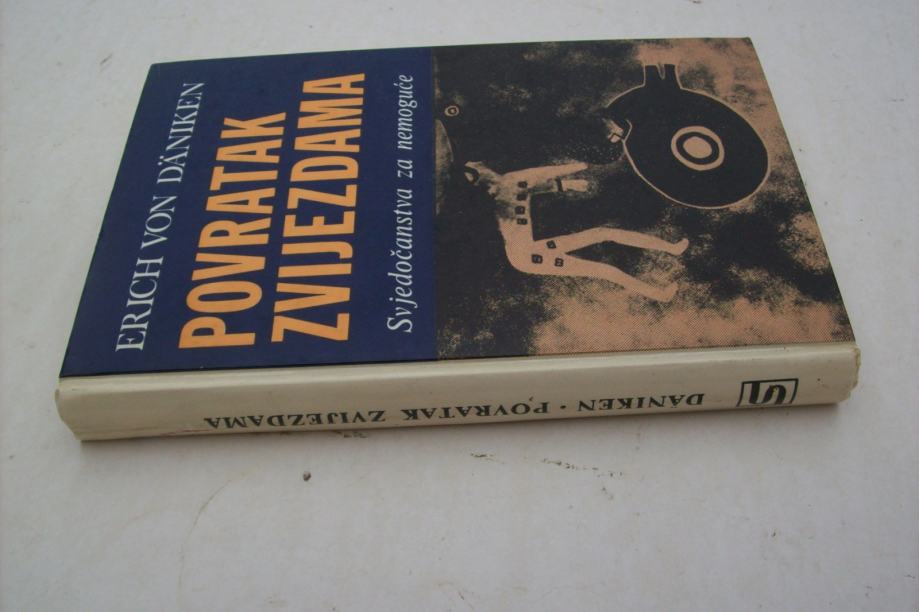 ERICH VON DÄNIKEN
POVRATAK
ZVIJEZDAMA
Svjedočanstva za nemoguće
DÄNIKEN · POVRATAK ZVIJEZDAMA